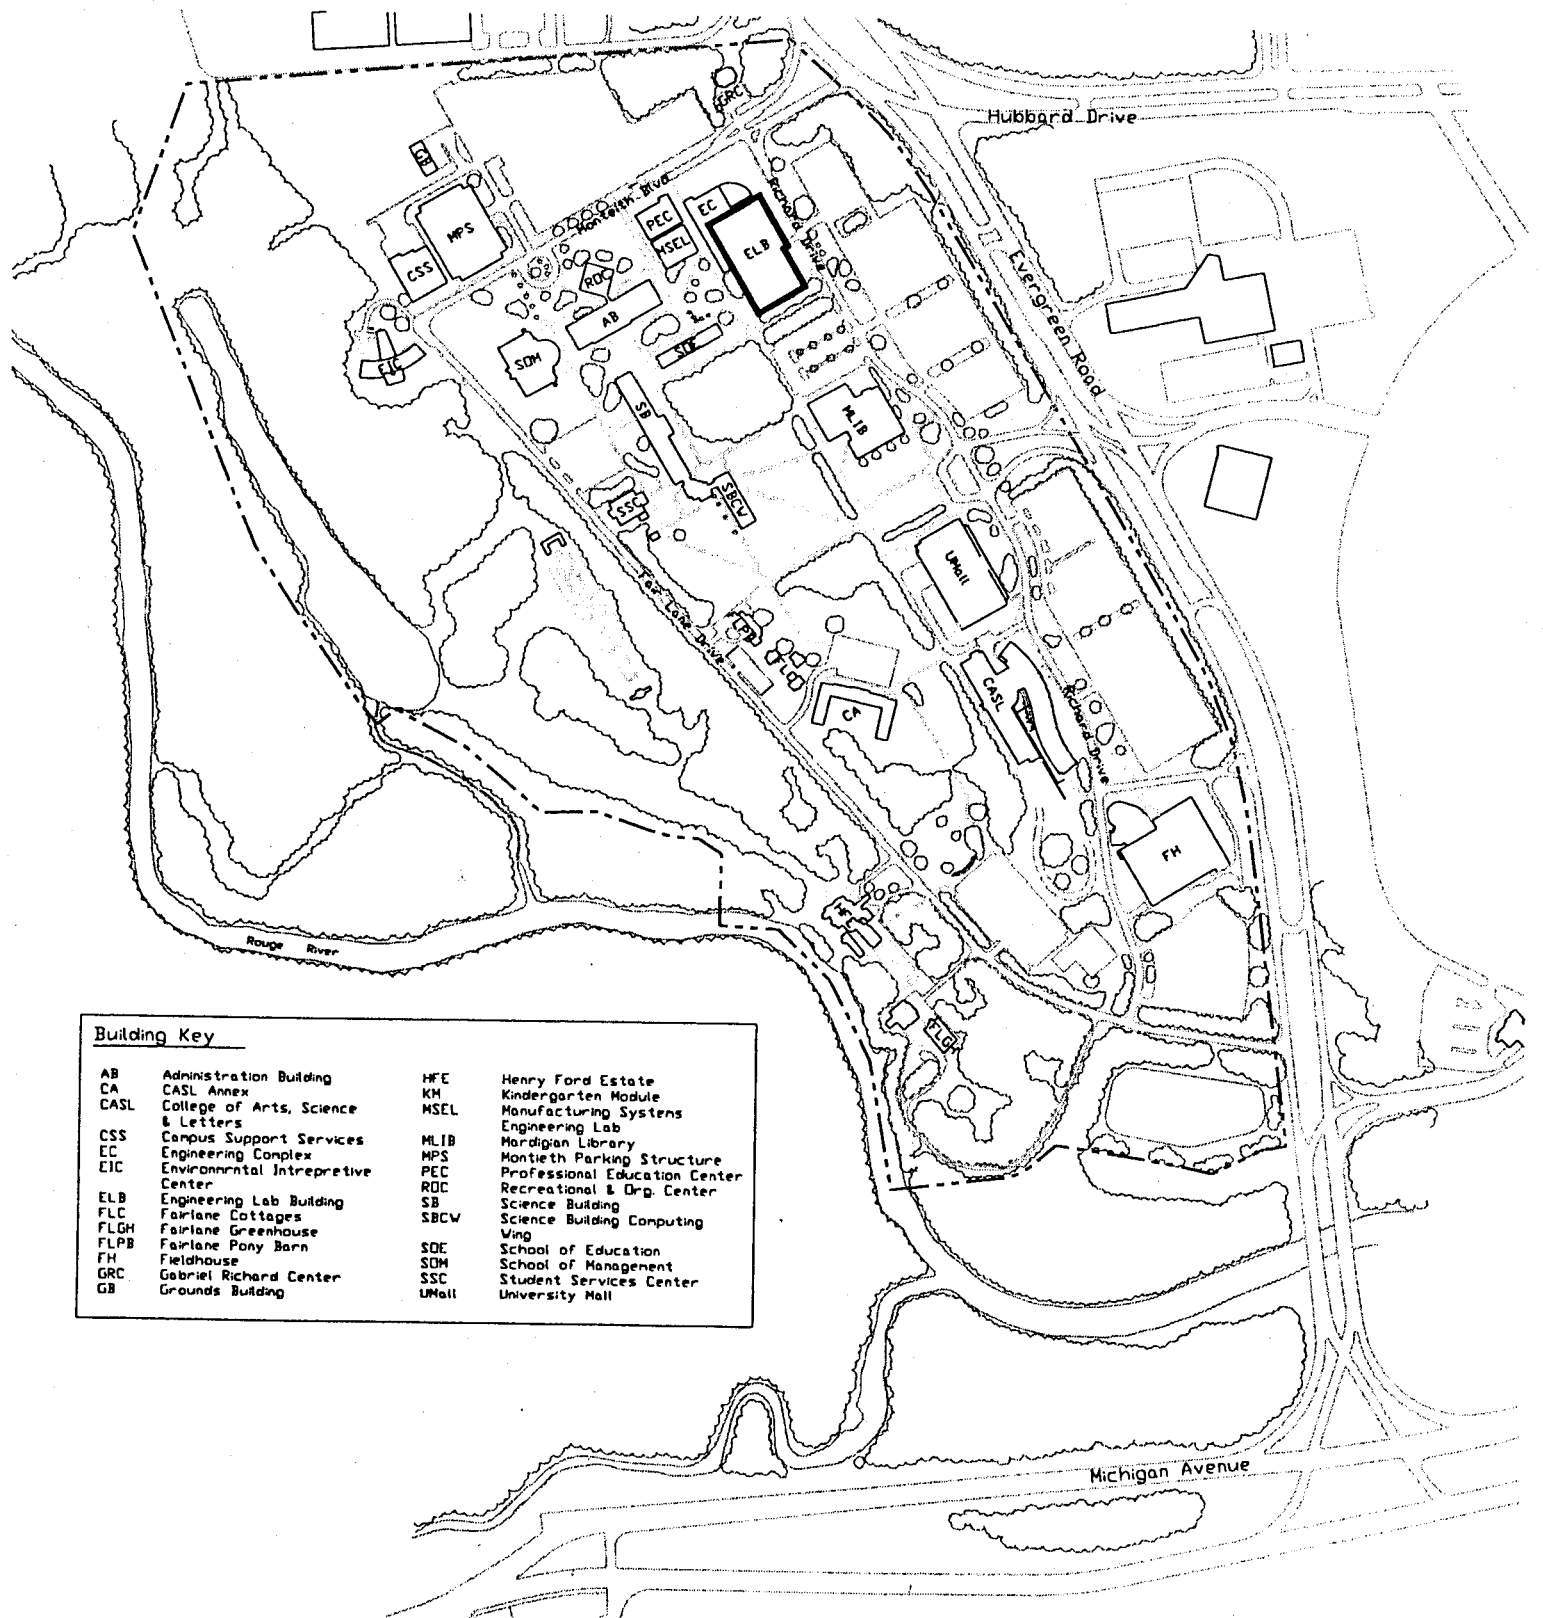 Hubbard Drive
GRC
GB
Monteith Blvd
Richard Drive
PEC
EC
MPS
MSEL
ELB
CSS
ROC
AB
Evergreen Road
EIC
SOM
SOE
SB
MLIB
SBCW
SSC
UMall
Fair Lane Drive
FLPB
FLC
CASL
Richard Drive
FH
HFE
Rouge River
Building Key
AB Administration Building
CA CASL Annex
CASL College of Arts, Science
& Letters
CSS Campus Support Services
EC Engineering Complex
EIC Environmrntal Intrepretive
Center
ELB Engineering Lab Building
FLC Fairlane Cottages
FLGH Fairlane Greenhouse
FLPB Fairlane Pony Barn
FH Fieldhouse
GRC Gabriel Richard Center
GB Grounds Building
HFE Henry Ford Estate
KM Kindergarten Module
MSEL Manufacturing Systems
Engineering Lab
MLIB Mardigian Library
MPS Montieth Parking Structure
PEC Professional Education Center
ROC Recreational & Org. Center
SB Science Building
SBCW Science Building Computing
Wing
SOE School of Education
SOM School of Management
SSC Student Services Center
UMall University Mall
Michigan Avenue